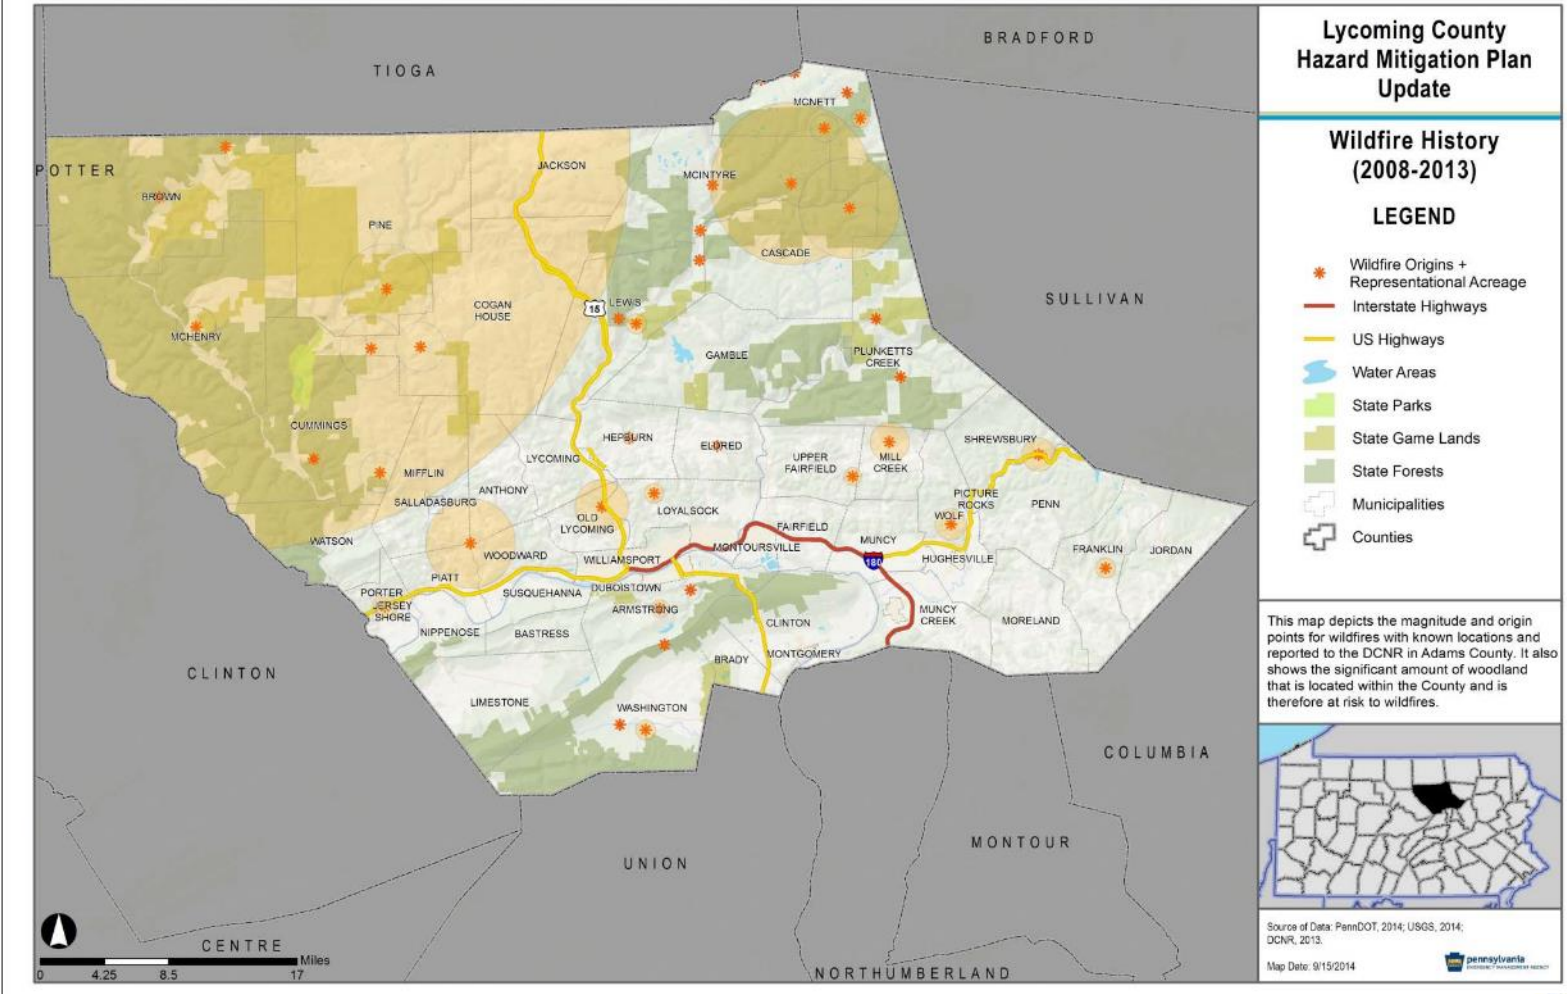 Lycoming County
Hazard Mitigation Plan
Update
Wildfire History
(2008-2013)
LEGEND
Wildfire Origins +
Representational Acreage
Interstate Highways
US Highways
Water Areas
State Parks
State Game Lands
State Forests
Municipalities
Counties
This map depicts the magnitude and origin
points for wildfires with known locations and
reported to the DCNR in Adams County. It also
shows the significant amount of woodland
that is located within the County and is
therefore at risk to wildfires.
Source of Data: PennDOT, 2014; USGS, 2014;
DCNR, 2013.
Map Date: 9/15/2014
pennsylvania
EMERGENCY MANAGEMENT AGENCY
BRADFORD
TIOGA
MCNETT
JACKSON
POTTER
MCINTYRE
BROWN
PINE
CASCADE
SULLIVAN
COGAN
HOUSE
LEWIS
15
MCHENRY
GAMBLE
PLUNKETTS
CREEK
CUMMINGS
HEPBURN
ELDRED
SHREWSBURY
LYCOMING
UPPER
FAIRFIELD
MILL
CREEK
MIFFLIN
ANTHONY
SALLADASBURG
PICTURE
ROCKS
PENN
LOYALSOCK
OLD
LYCOMING
WOLF
FAIRFIELD
WATSON
MUNCY
MONTOURSVILLE
FRANKLIN
JORDAN
WOODWARD
WILLIAMSPORT
180
HUGHESVILLE
PIATT
PORTER
SUSQUEHANNA
DUBOISTOWN
JERSEY
SHORE
ARMSTRONG
MUNCY
CREEK
CLINTON
MORELAND
NIPPENOSE
BASTRESS
BRADY
MONTGOMERY
CLINTON
LIMESTONE
WASHINGTON
COLUMBIA
MONTOUR
UNION
CENTRE
NORTHUMBERLAND
Miles
0 4.25 8.5 17